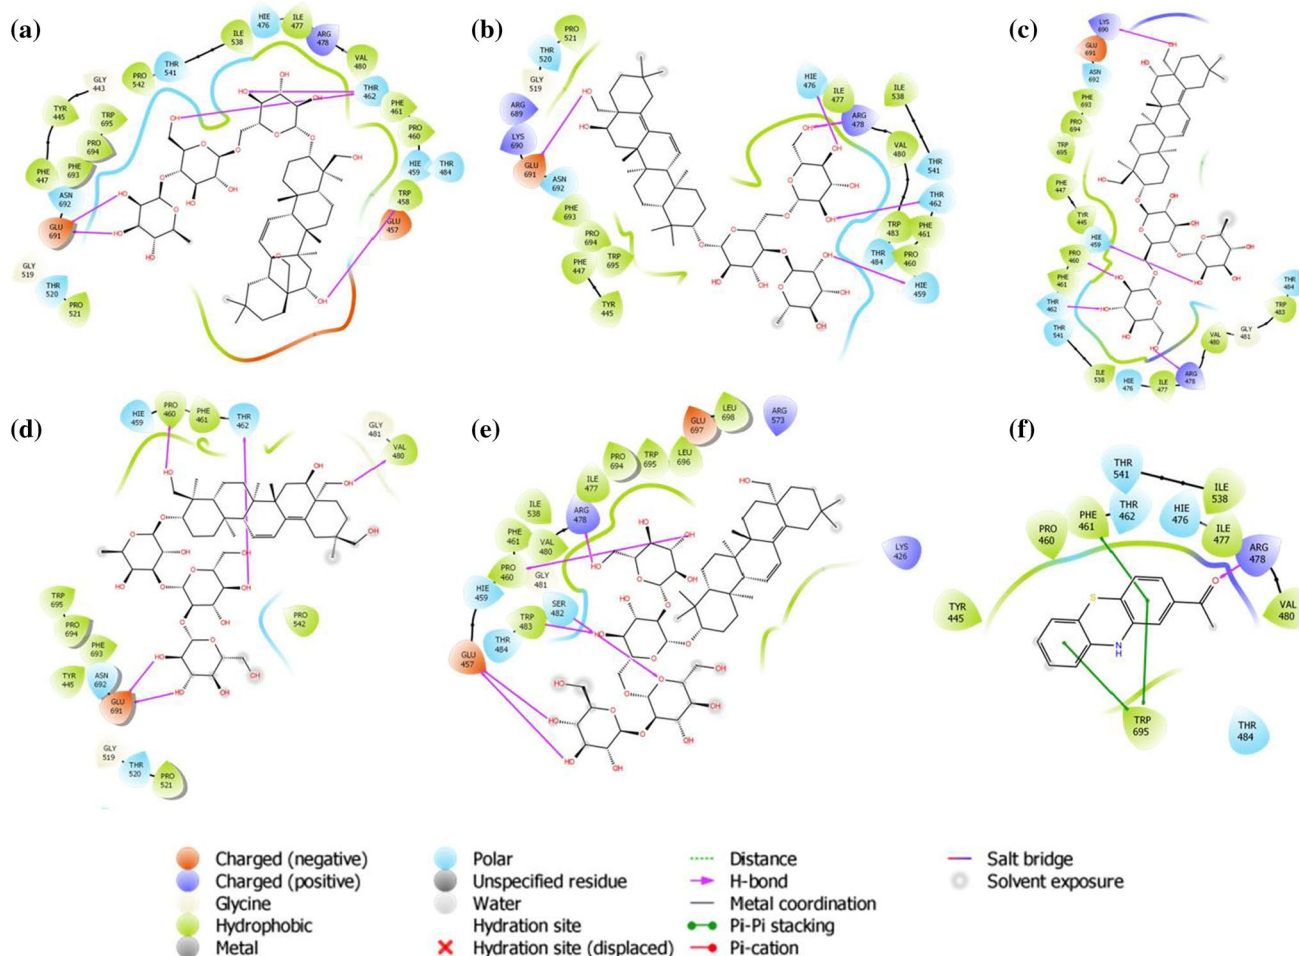 (a)
HIE 476
ILE 477
ARG 478
ILE 538
VAL 480
THR 541
PRO 542
THR 462
GLY 443
PHE 461
TYR 445
TRP 695
PRO 460
PRO 694
HIE 459
THR 484
PHE 447
PHE 693
ASN 692
TRP 458
GLU 691
GLU 457
GLY 519
THR 520
PRO 521
(b)
PRO 521
THR 520
GLY 519
ARG 689
LYS 690
GLU 691
ASN 692
PHE 693
PRO 694
TRP 695
PHE 447
TYR 445
HIE 476
ILE 477
ILE 538
ARG 478
VAL 480
THR 541
THR 462
TRP 483
PHE 461
THR 484
PRO 460
HIE 459
(c)
LYS 690
GLU 691
ASN 692
PHE 693
PRO 694
TRP 695
PHE 447
TYR 445
HIE 459
PRO 460
PHE 461
THR 462
THR 541
ILE 538
HIE 476
ILE 477
ARG 478
VAL 480
GLY 481
TRP 483
THR 484
(d)
HIE 459
PRO 460
PHE 461
THR 462
GLY 481
VAL 480
TRP 695
PRO 694
PHE 693
TYR 445
ASN 692
GLU 691
PRO 542
GLY 519
THR 520
PRO 521
(e)
GLU 697
LEU 698
ARG 573
PRO 694
TRP 695
LEU 696
ILE 477
ARG 478
ILE 538
PHE 461
VAL 480
PRO 460
GLY 481
HIE 459
SER 482
TRP 483
THR 484
GLU 457
LYS 426
(f)
THR 541
ILE 538
PHE 461
THR 462
HIE 476
ILE 477
PRO 460
ARG 478
TYR 445
VAL 480
S
O
NH
TRP 695
THR 484
Charged (negative)
Charged (positive)
Glycine
Hydrophobic
Metal
Polar
Unspecified residue
Water
Hydration site
Hydration site (displaced)
Distance
H-bond
Metal coordination
Pi-Pi stacking
Pi-cation
Salt bridge
Solvent exposure